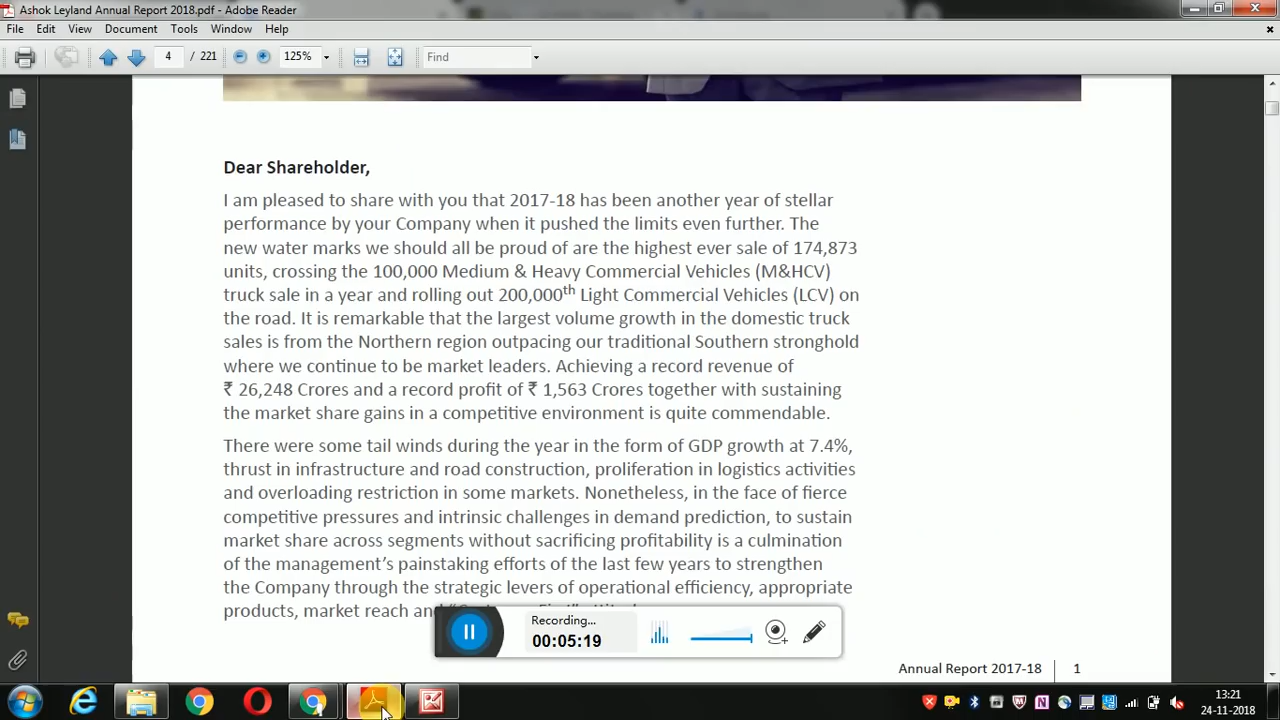 Ashok Leyland Annual Report 2018.pdf - Adobe Reader
File Edit View Document Tools Window Help
4 / 221 125% Find
Dear Shareholder,
I am pleased to share with you that 2017-18 has been another year of stellar
performance by your Company when it pushed the limits even further. The
new water marks we should all be proud of are the highest ever sale of 174,873
units, crossing the 100,000 Medium & Heavy Commercial Vehicles (M&HCV)
truck sale in a year and rolling out 200,000th Light Commercial Vehicles (LCV) on
the road. It is remarkable that the largest volume growth in the domestic truck
sales is from the Northern region outpacing our traditional Southern stronghold
where we continue to be market leaders. Achieving a record revenue of
₹ 26,248 Crores and a record profit of ₹ 1,563 Crores together with sustaining
the market share gains in a competitive environment is quite commendable.
There were some tail winds during the year in the form of GDP growth at 7.4%,
thrust in infrastructure and road construction, proliferation in logistics activities
and overloading restriction in some markets. Nonetheless, in the face of fierce
competitive pressures and intrinsic challenges in demand prediction, to sustain
market share across segments without sacrificing profitability is a culmination
of the management's painstaking efforts of the last few years to strengthen
the Company through the strategic levers of operational efficiency, appropriate
products, market reach and
Recording...
00:05:19
Annual Report 2017-18 1
13:21
24-11-2018